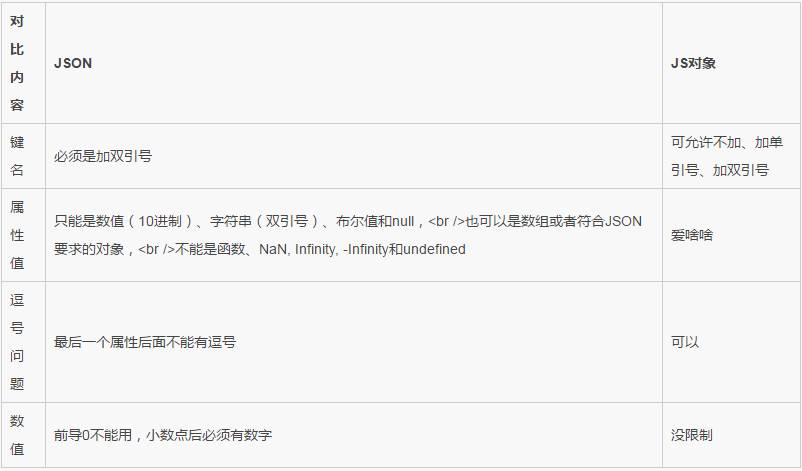 对
比
内
容
JSON
JS对象
键
名
必须是加双引号
可允许不加、加单
引号、加双引号
属
性
值
只能是数值（10进制）、字符串（双引号）、布尔值和null，<br />也可以是数组或者符合JSON
要求的对象，<br />不能是函数、NaN, Infinity, -Infinity和undefined
爱啥啥
逗
号
问
题
最后一个属性后面不能有逗号
可以
数
值
前导0不能用，小数点后必须有数字
没限制